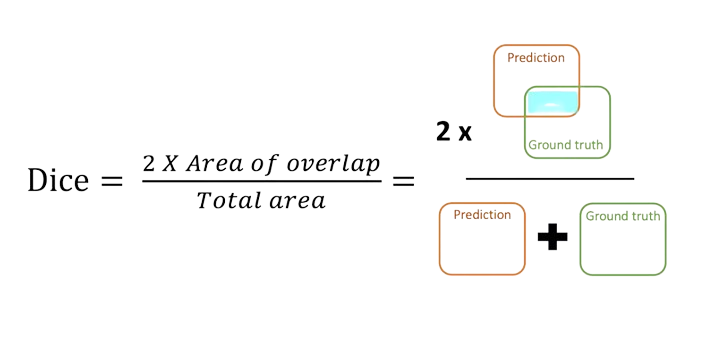 Dice = 2 X Area of overlap / Total area =
2 x
Prediction
Ground truth
Prediction + Ground truth